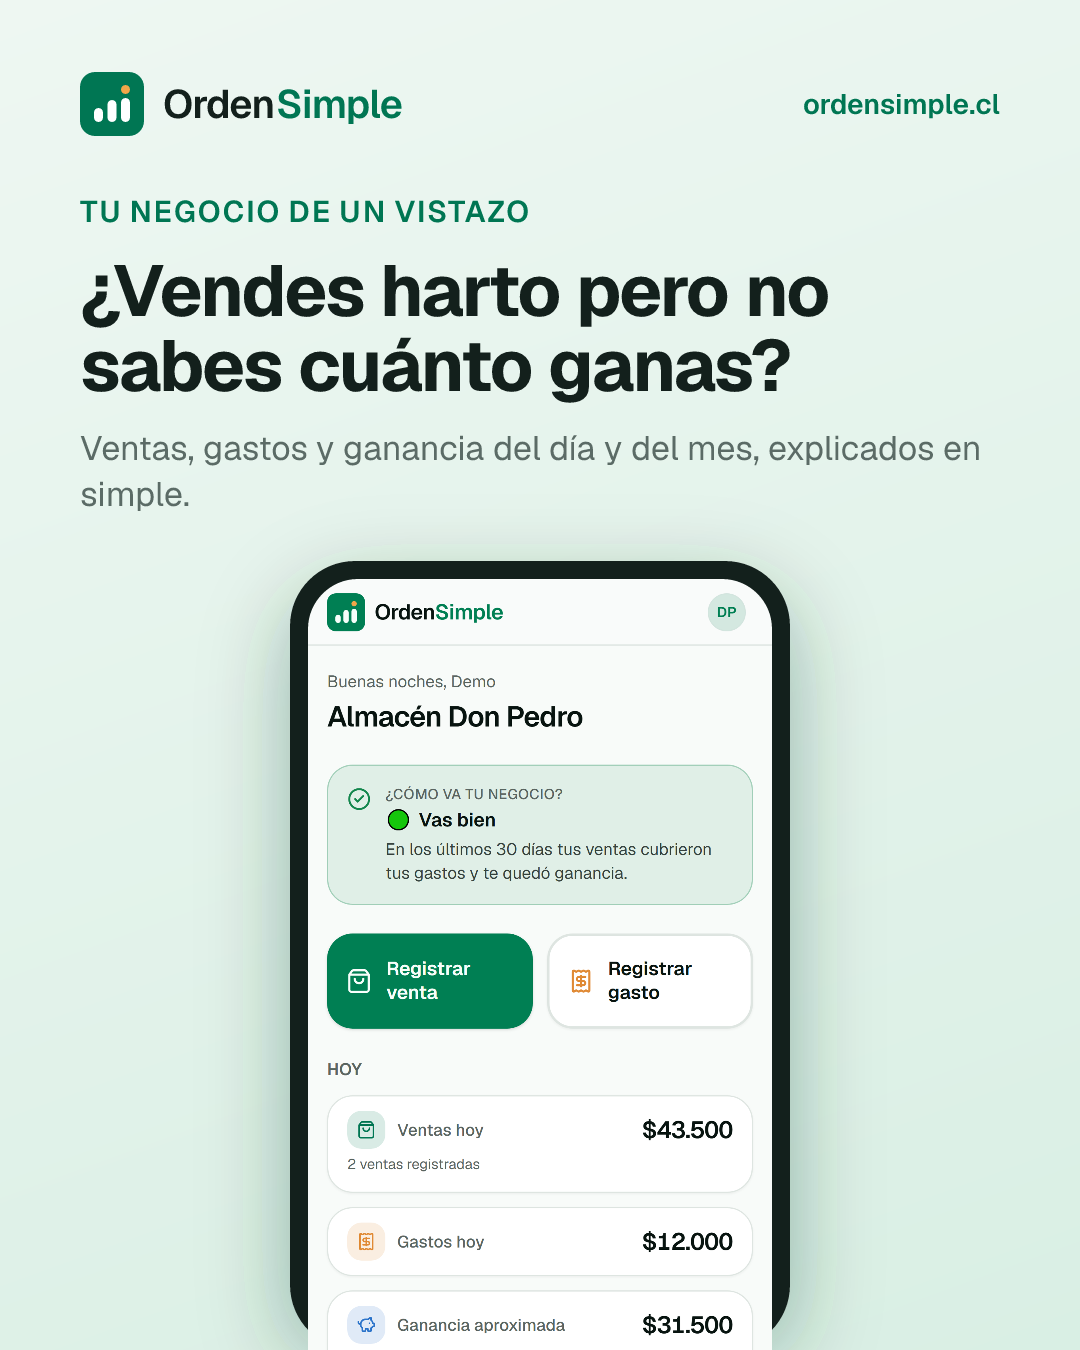 OrdenSimple
ordensimple.cl
TU NEGOCIO DE UN VISTAZO
¿Vendes harto pero no
sabes cuánto ganas?
Ventas, gastos y ganancia del día y del mes, explicados en
simple.
OrdenSimple
DP
Buenas noches, Demo
Almacén Don Pedro
¿CÓMO VA TU NEGOCIO?
Vas bien
En los últimos 30 días tus ventas cubrieron
tus gastos y te quedó ganancia.
Registrar
venta
Registrar
gasto
HOY
Ventas hoy
$43.500
2 ventas registradas
Gastos hoy
$12.000
Ganancia aproximada
$31.500